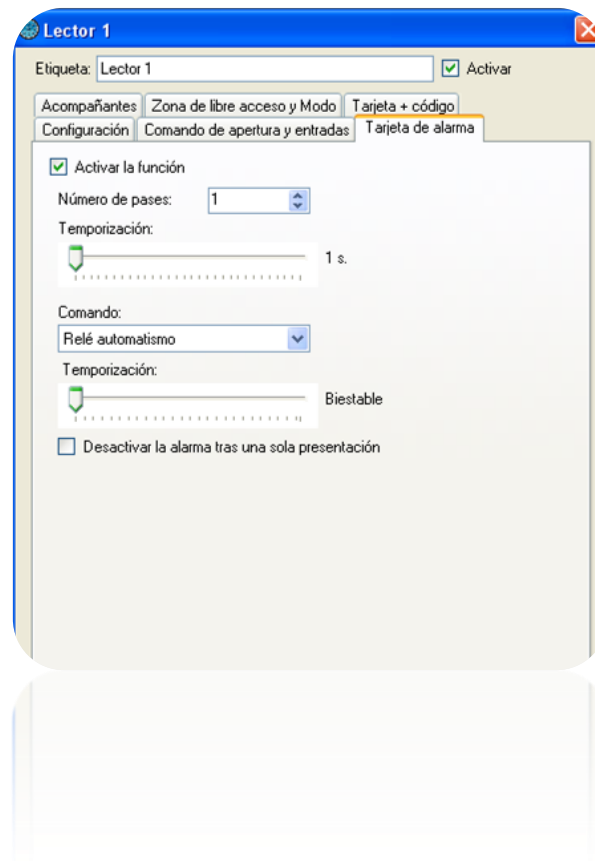 Lector 1
Etiqueta: Lector 1 Activar
Acompañantes Zona de libre acceso y Modo Tarjeta + código
Configuración Comando de apertura y entradas Tarjeta de alarma
Activar la función
Número de pases: 1
Temporización:
1 s.
Comando:
Relé automatismo
Temporización:
Biestable
Desactivar la alarma tras una sola presentación